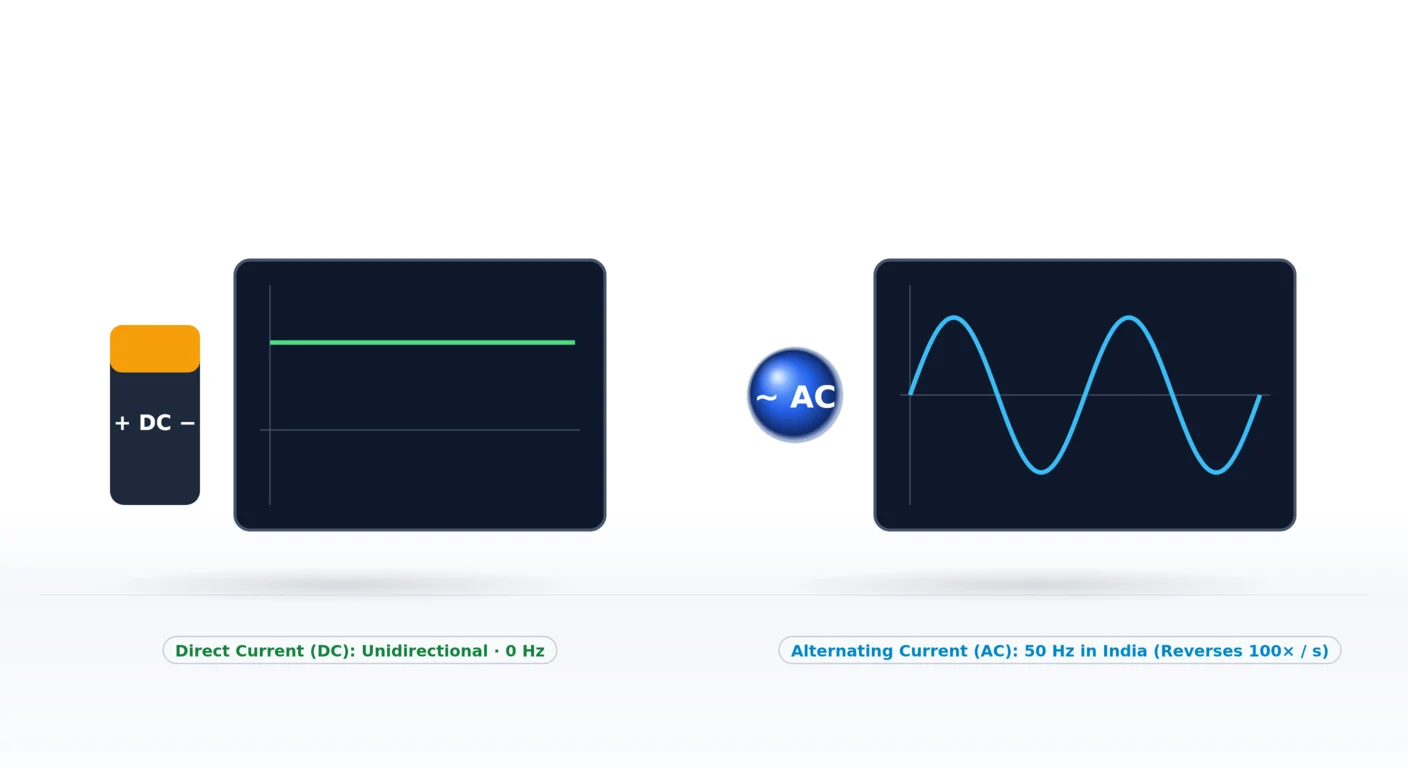 + DC −
~ AC
Direct Current (DC): Unidirectional · 0 Hz
Alternating Current (AC): 50 Hz in India (Reverses 100× / s)